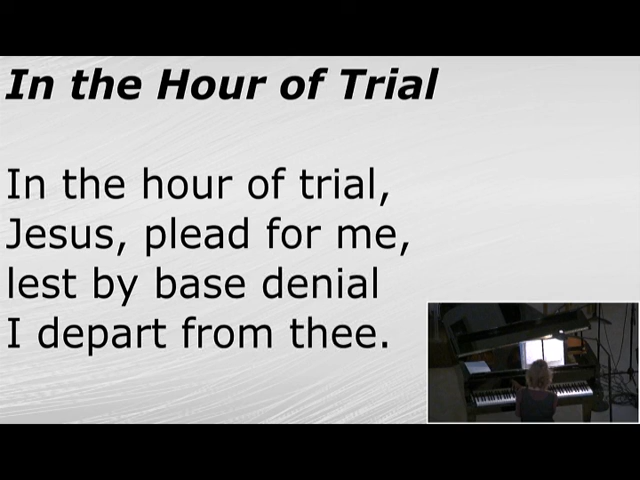 In the Hour of Trial
In the hour of trial,
Jesus, plead for me,
lest by base denial
I depart from thee.